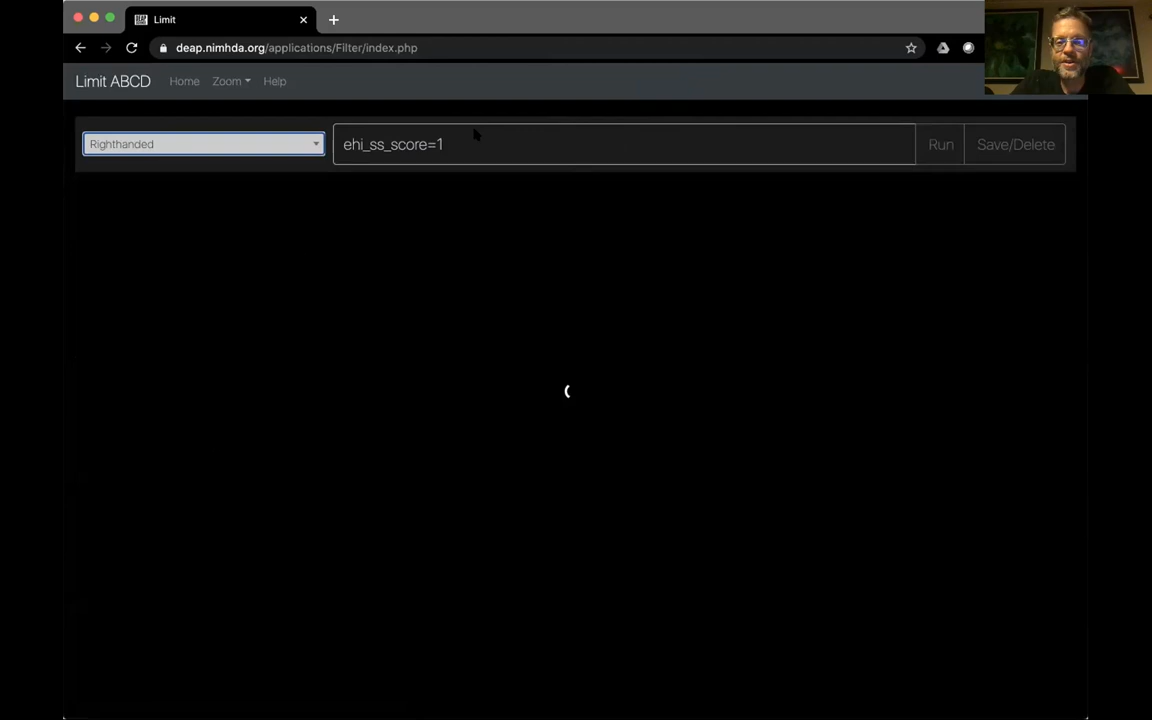 Limit
deap.nimhda.org/applications/Filter/index.php
Limit ABCD Home Zoom Help
Righthanded ehi_ss_score=1 Run Save/Delete